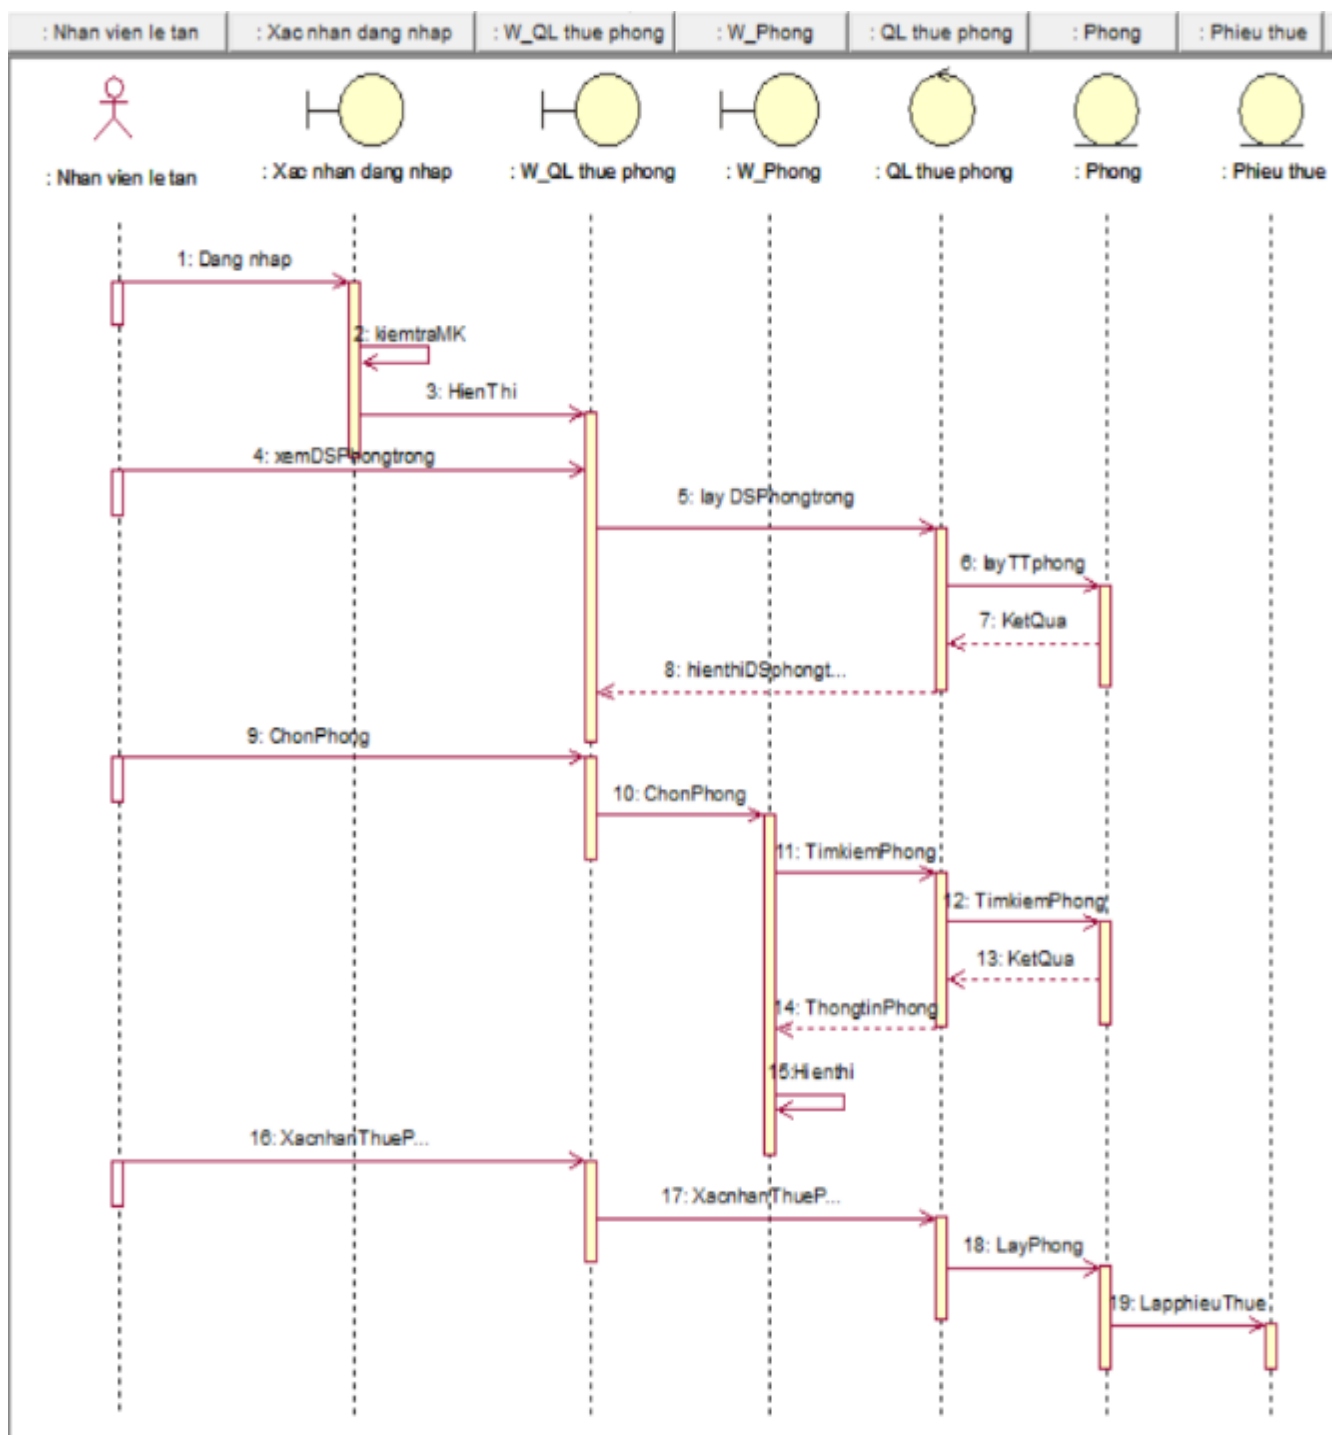 : Nhan vien le tan
: Xac nhan dang nhap
: W_QL thue phong
: W_Phong
: QL thue phong
: Phong
: Phieu thue
: Nhan vien le tan
: Xac nhan dang nhap
: W_QL thue phong
: W_Phong
: QL thue phong
: Phong
: Phieu thue
1: Dang nhap
2: kiemtraMK
3: HienThi
4: xemDSPhongtrong
5: lay DSPhongtrong
6: layTTphong
7: KetQua
8: hienthiDSphongt...
9: ChonPhong
10: ChonPhong
11: TimkiemPhong
12: TimkiemPhong
13: KetQua
14: ThongtinPhong
15:Hienthi
16: XacnhanThueP...
17: XacnhanThueP...
18: LayPhong
19: LapphieuThue